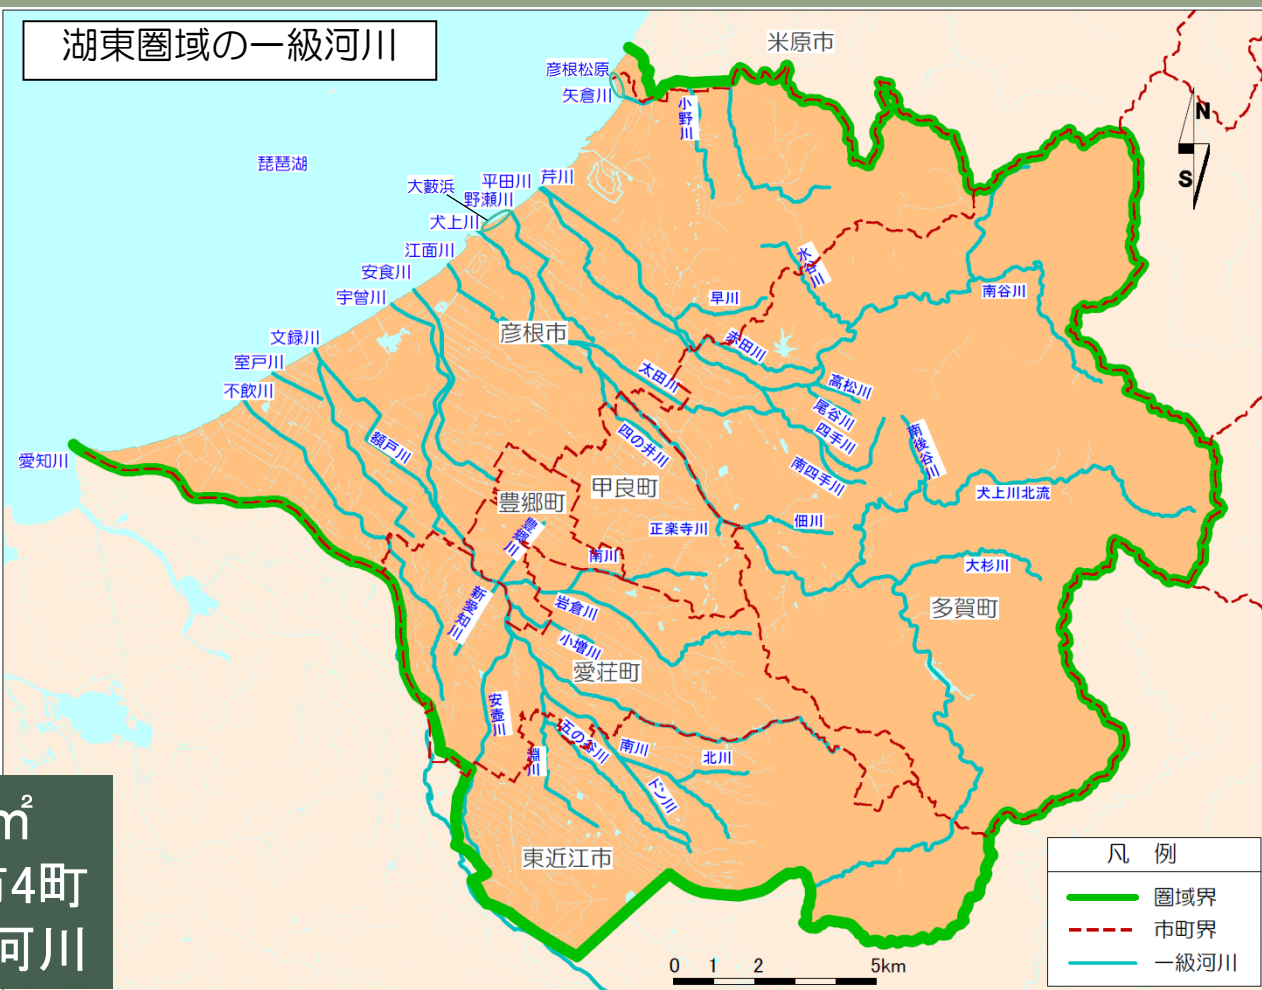 湖東圏域の一級河川
米原市
彦根松原
矢倉川
小野川
N
S
琵琶湖
大藪浜
平田川
芹川
野瀬川
犬上川
江面川
安食川
宇曽川
文録川
室戸川
不飲川
愛知川
水谷川
南谷川
早川
彦根市
赤田川
太田川
高松川
尾谷川
四手川
南四手川
南後谷川
四の井川
額戸川
甲良町
豊郷町
犬上川北流
豊郷川
正楽寺川
佃川
南川
大杉川
新愛知川
岩倉川
多賀町
小増川
愛荘町
安壺川
五の谷川
南川
北川
ドン川
東近江市
㎡
市4町
河川
0 1 2 5km
凡 例
圏域界
市町界
一級河川